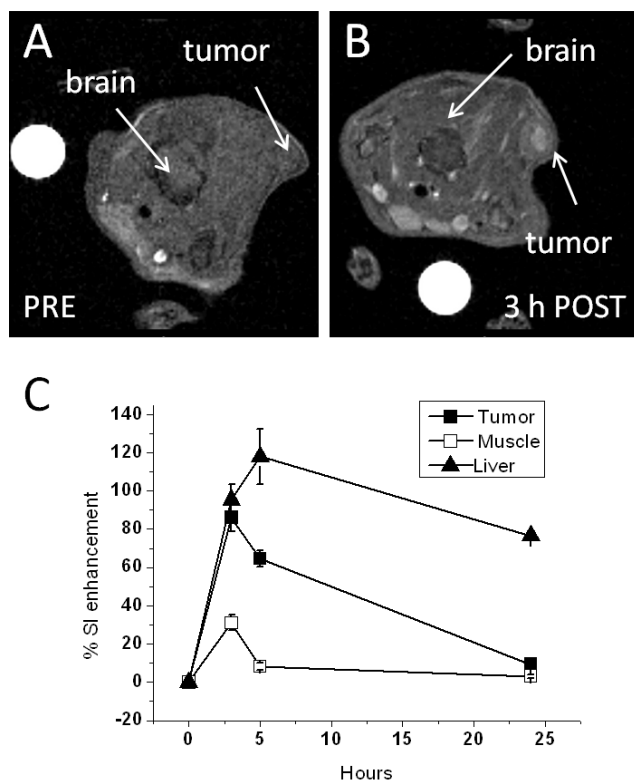 A
tumor
brain
PRE
B
brain
tumor
3 h POST
C
140
120
100
80
60
40
20
0
-20
% SI enhancement
Tumor
Muscle
Liver
0 5 10 15 20 25
Hours